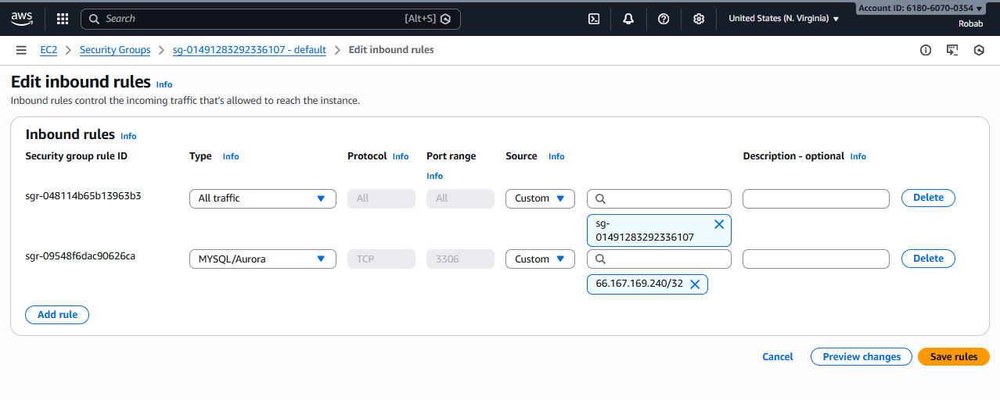 aws
Search
[Alt+S]
United States (N. Virginia)
Account ID: 6180-6070-0354
Robab
EC2 > Security Groups > sg-01491283292336107 - default > Edit inbound rules
Edit inbound rules Info
Inbound rules control the incoming traffic that's allowed to reach the instance.
Inbound rules Info
Security group rule ID Type Info Protocol Info Port range Source Info Description - optional Info
Info
sgr-048114b65b13963b3 All traffic All All Custom Delete
sg-
01491283292336107
sgr-09548f6dac90626ca MYSQL/Aurora TCP 3306 Custom Delete
66.167.169.240/32
Add rule
Cancel Preview changes Save rules